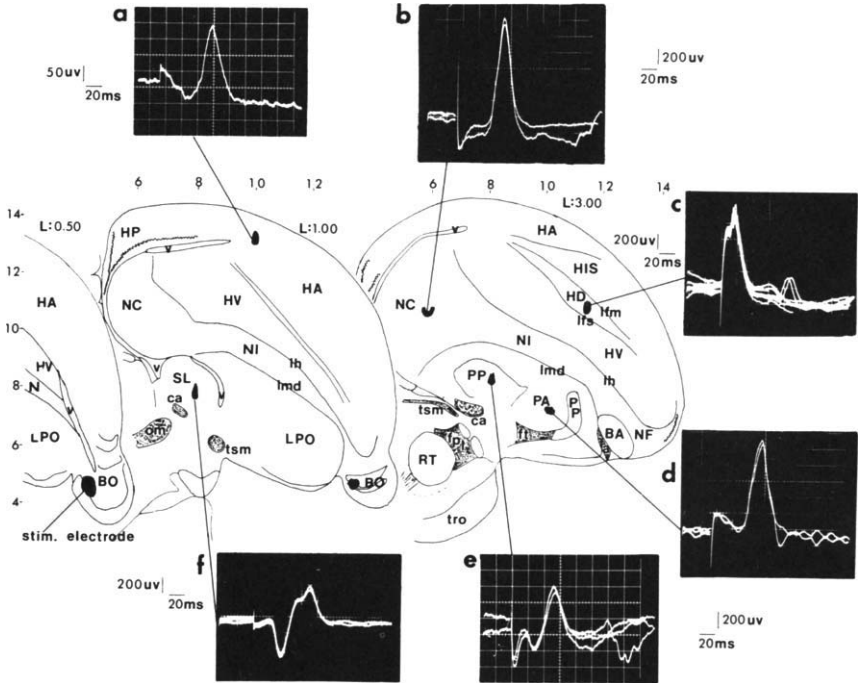 a
50uv
20ms
b
200uv
20ms
6 8 10 12
6 8 10 12 14
14
12
10
8
6
4
L:0.50
L:1.00
L:3.00
HP
v
HA
NC
HV
HA
HV
v
N
LPO
NI
lh
lmd
v
SL
v
ca
om
tsm
LPO
BO
BO
stim. electrode
v
HA
HIS
NC
HD
lfm
lfs
HV
NI
lmd
lh
PP
PA
P
P
tsm
ca
BA
NF
RT
tro
c
200uv
20ms
d
200uv
20ms
e
f
200uv
20ms